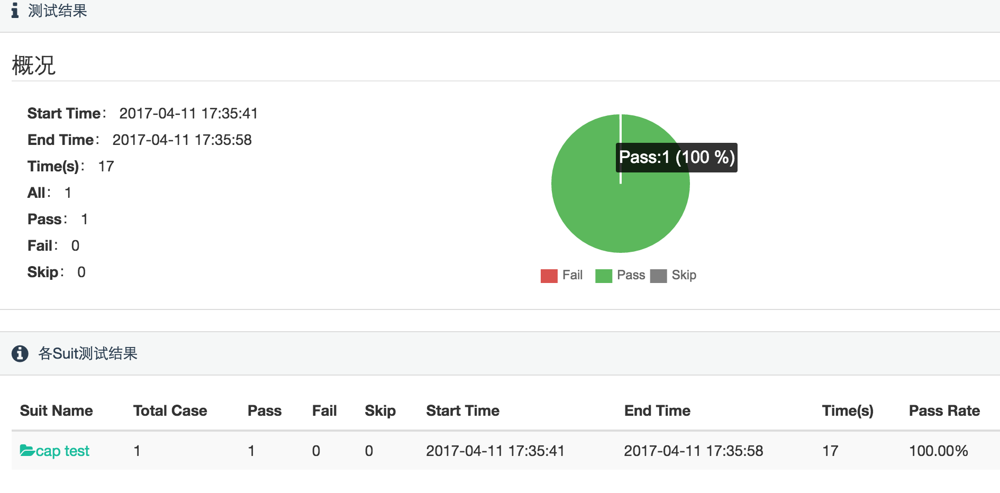 测试结果
概况
Start Time： 2017-04-11 17:35:41
End Time： 2017-04-11 17:35:58
Time(s)： 17
All： 1
Pass： 1
Fail： 0
Skip： 0
Pass:1 (100 %)
Fail Pass Skip
各Suit测试结果
Suit Name Total Case Pass Fail Skip Start Time End Time Time(s) Pass Rate
cap test 1 1 0 0 2017-04-11 17:35:41 2017-04-11 17:35:58 17 100.00%